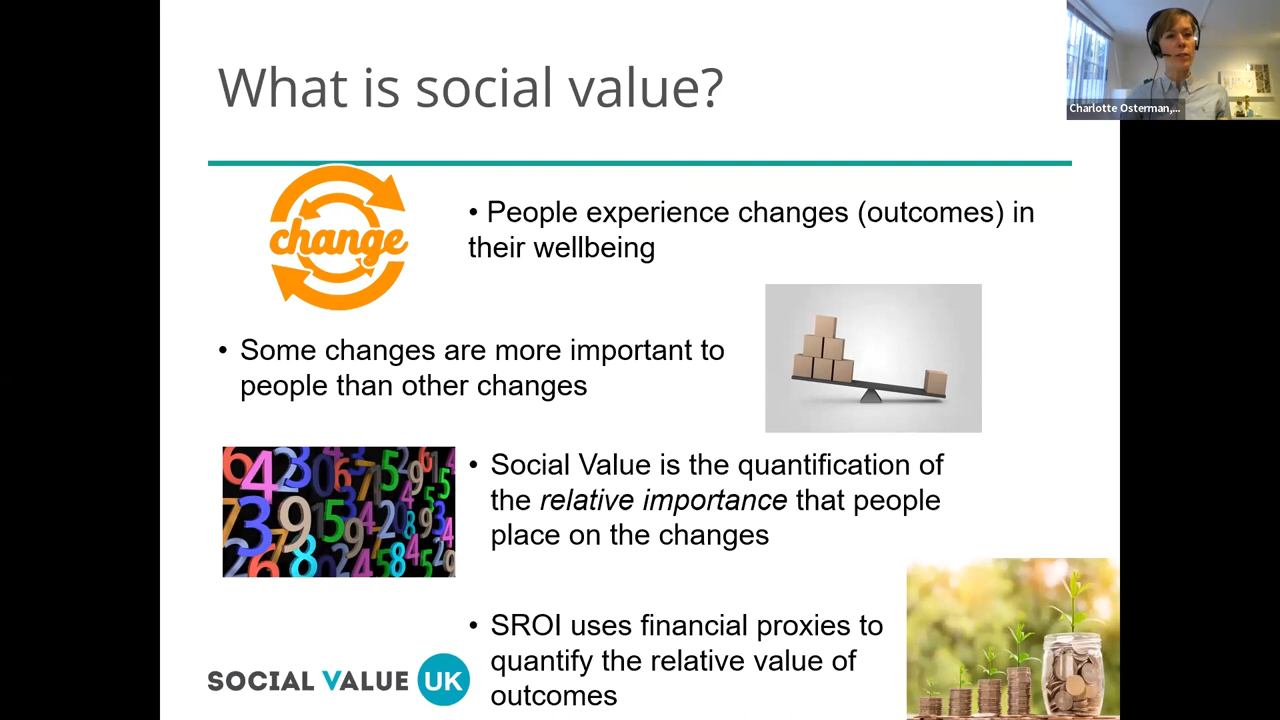 What is social value?
Charlotte Osterman,...
change
• People experience changes (outcomes) in
their wellbeing
• Some changes are more important to
people than other changes
• Social Value is the quantification of
the relative importance that people
place on the changes
• SROI uses financial proxies to
quantify the relative value of
outcomes
SOCIAL VALUE UK